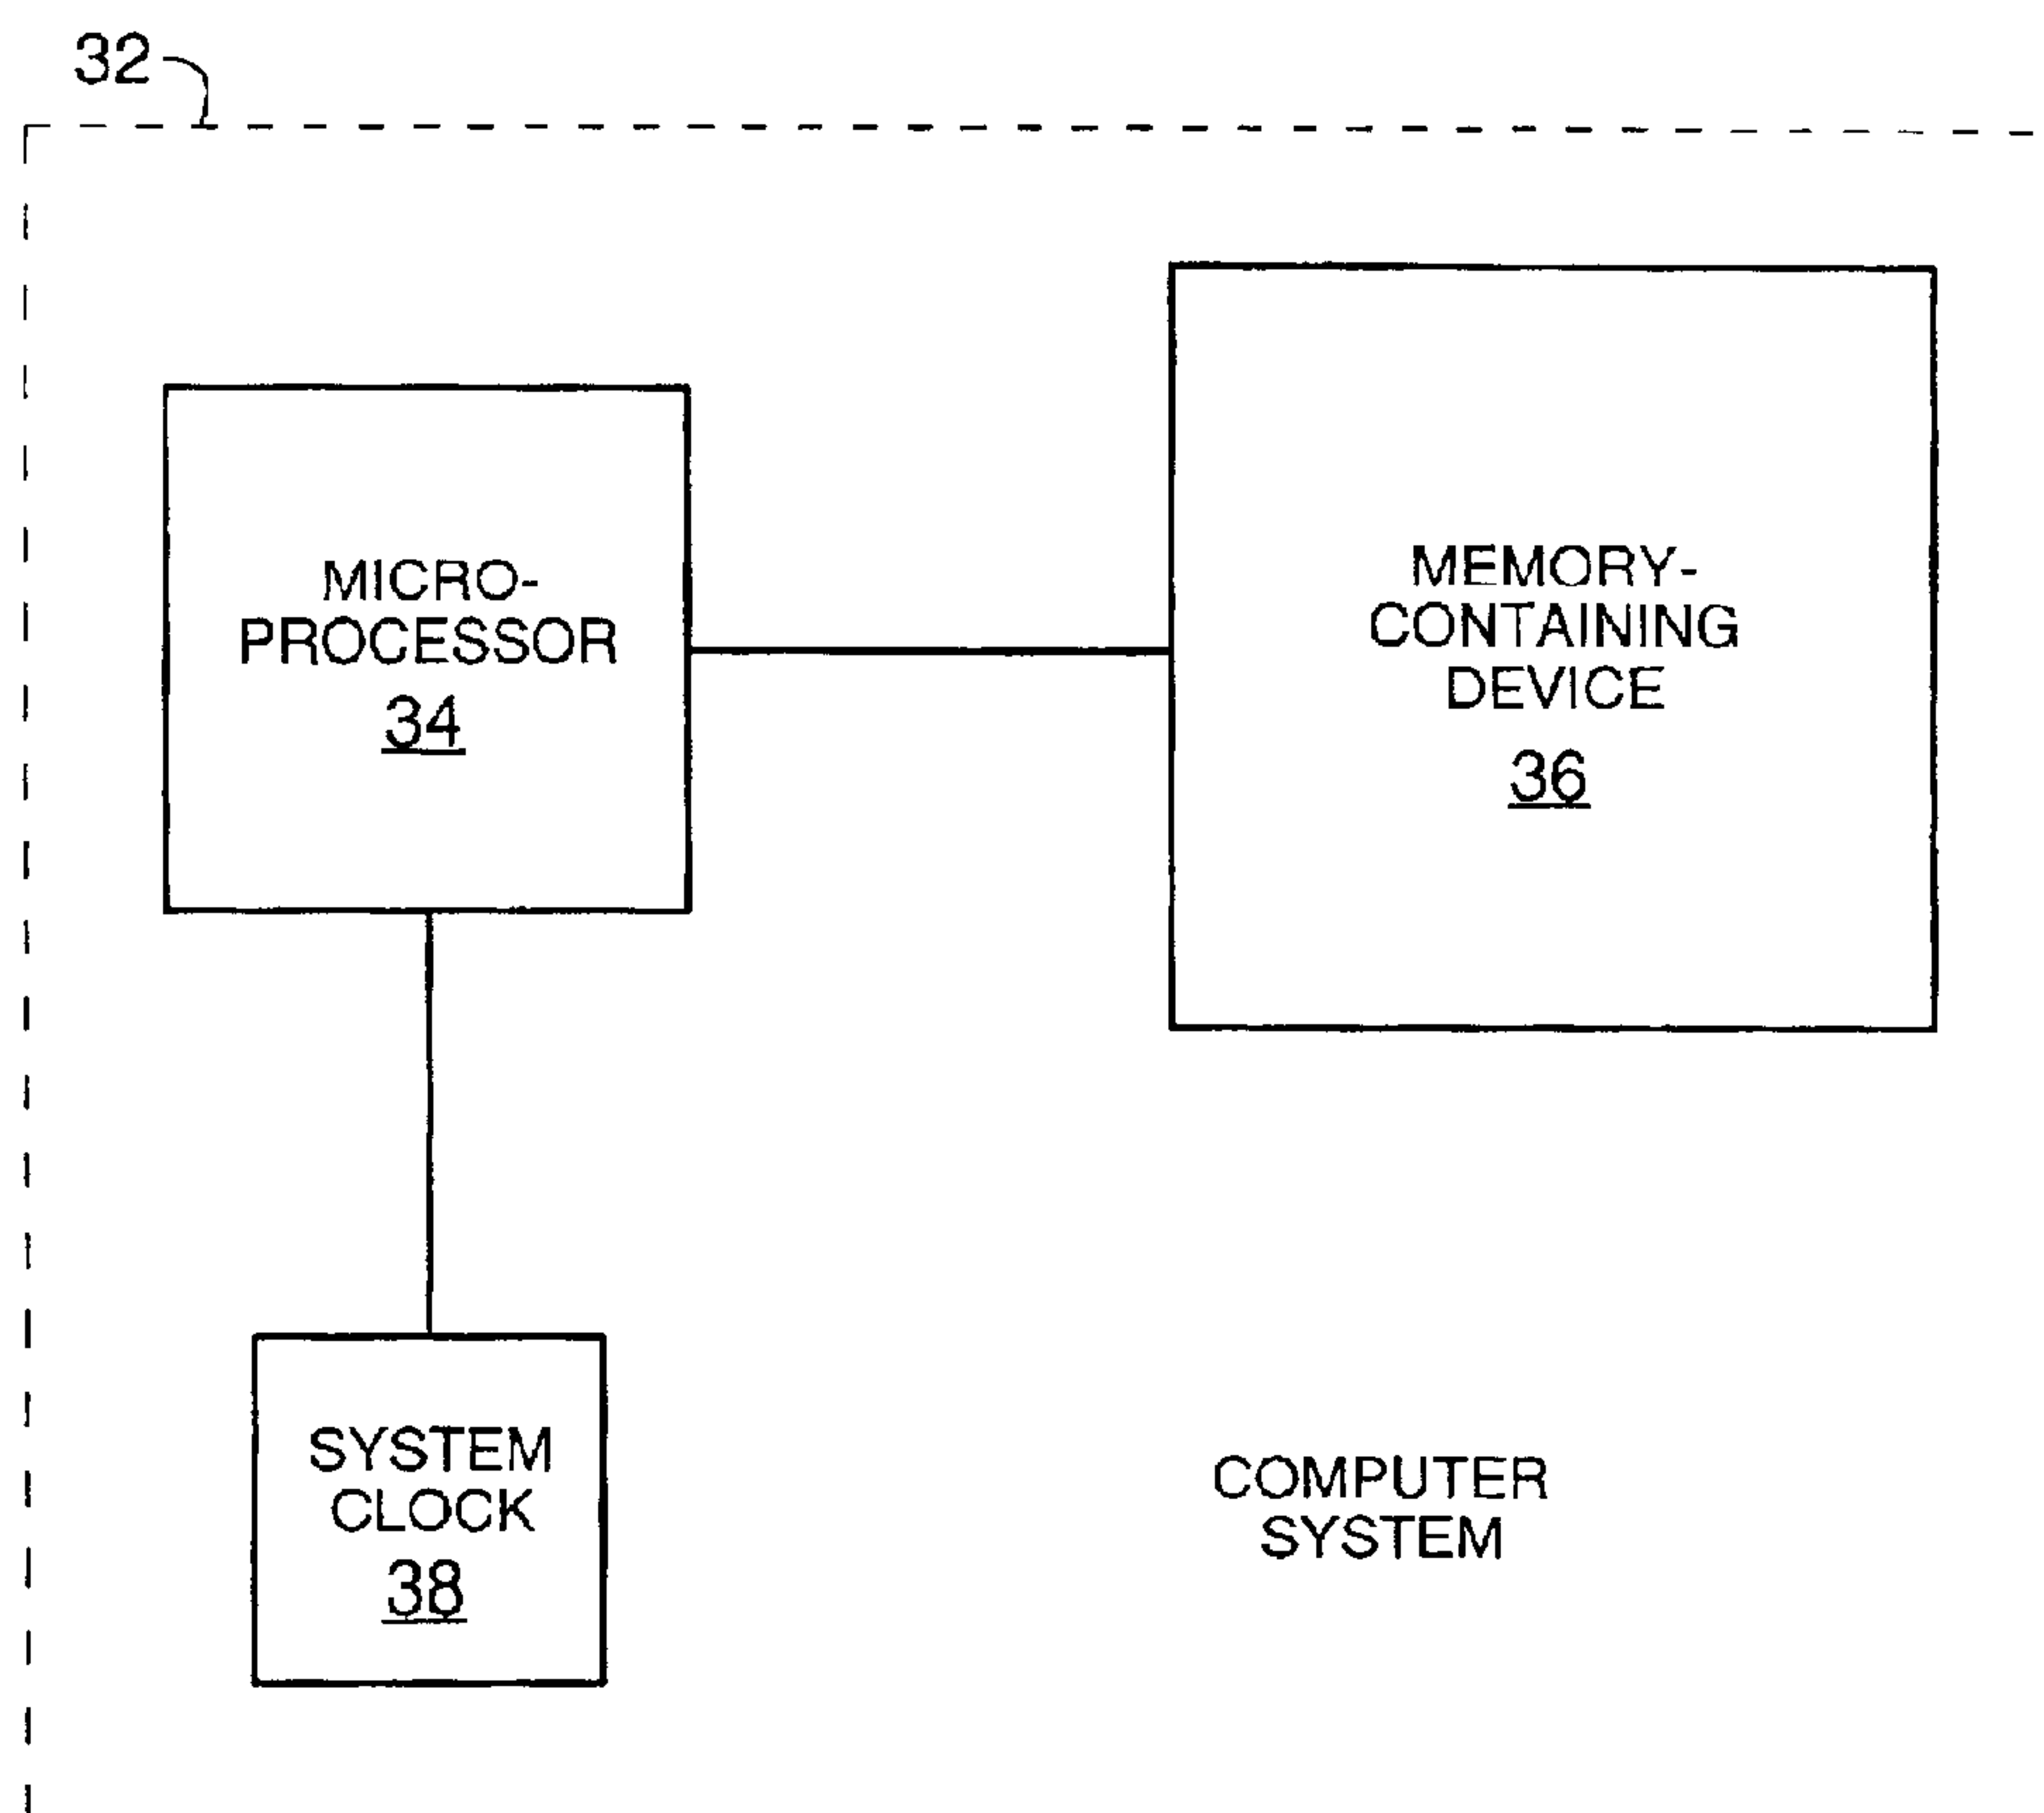 32
MICRO-
PROCESSOR
34
MEMORY-
CONTAINING
DEVICE
36
SYSTEM
CLOCK
38
COMPUTER
SYSTEM